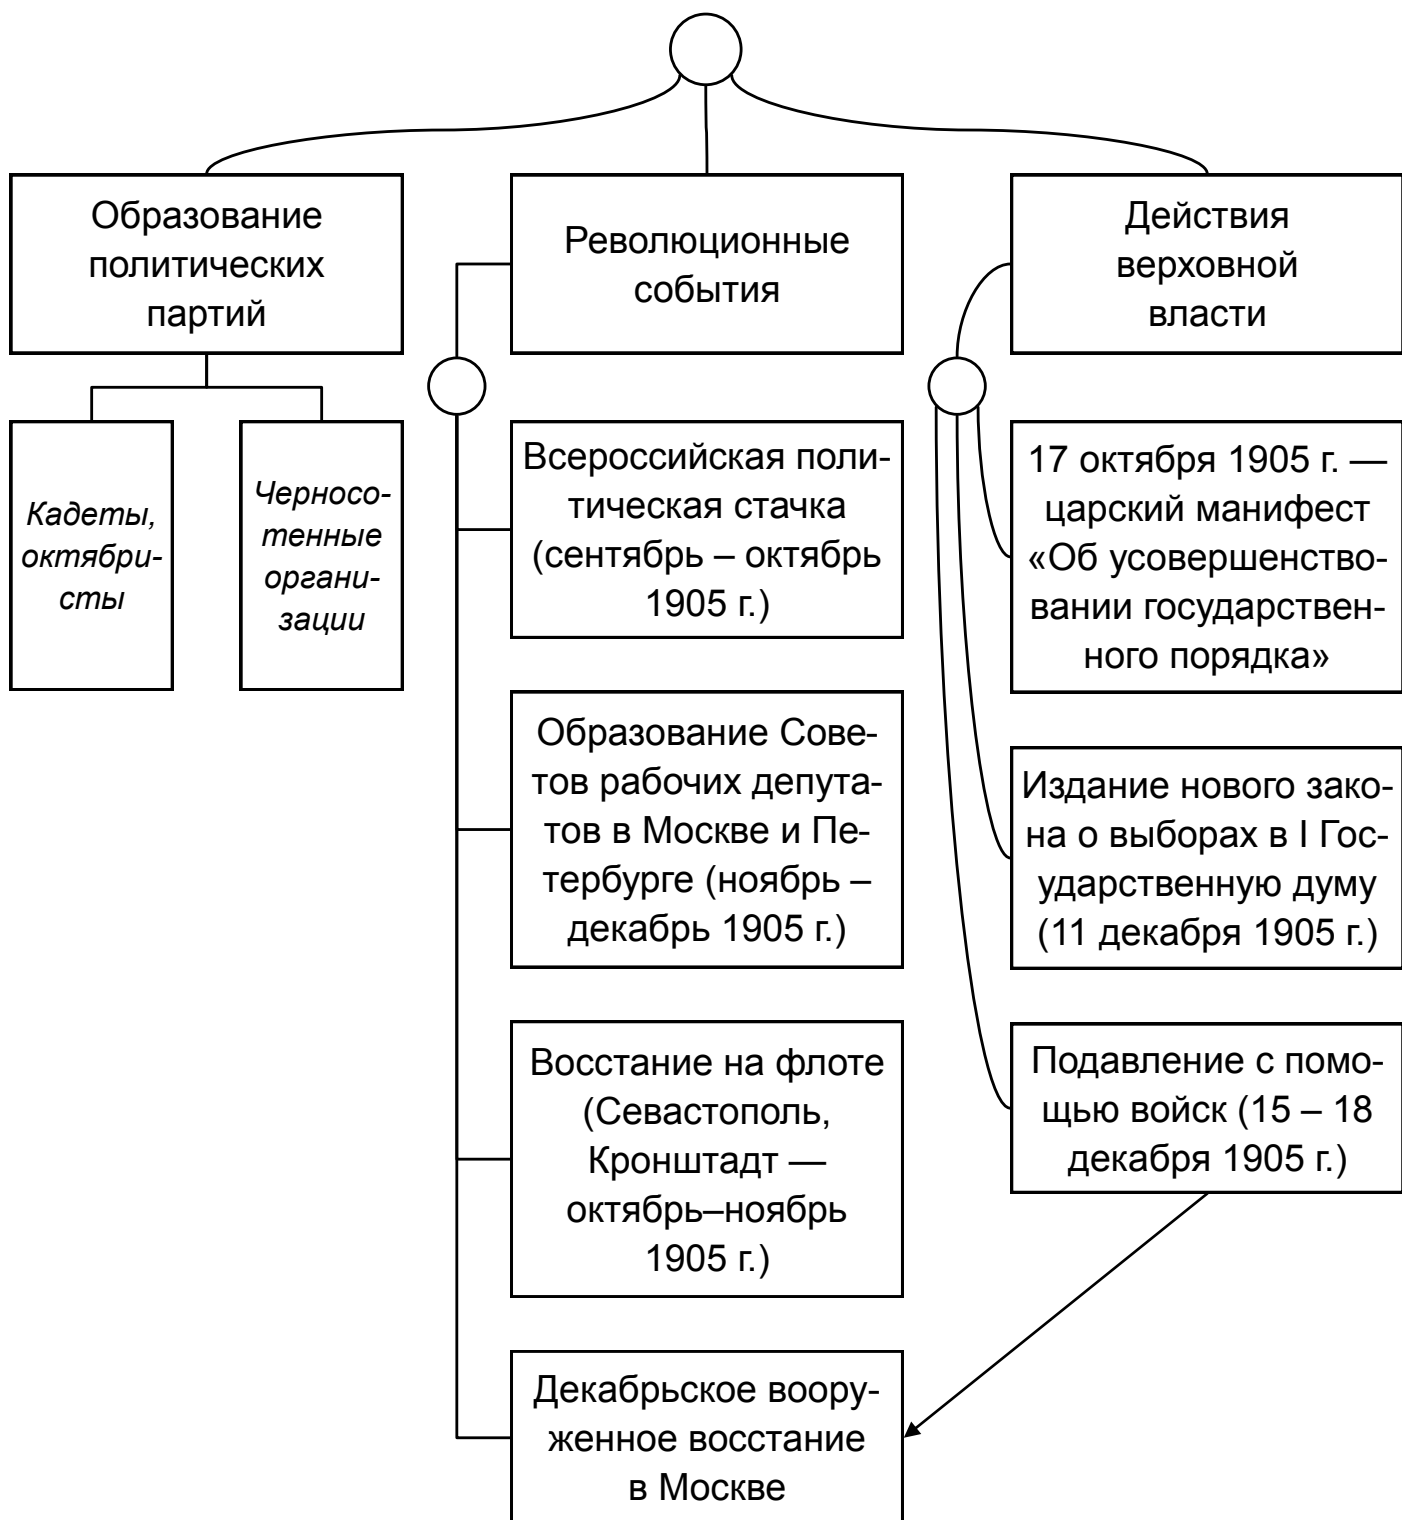 Образование
политических
партий
Революционные
события
Действия
верховной
власти
Кадеты,
октябри-
сты
Черносо-
тенные
органи-
зации
Всероссийская поли-
тическая стачка
(сентябрь – октябрь
1905 г.)
Образование Сове-
тов рабочих депута-
тов в Москве и Пе-
тербурге (ноябрь –
декабрь 1905 г.)
Восстание на флоте
(Севастополь,
Кронштадт —
октябрь–ноябрь
1905 г.)
Декабрьское воору-
женное восстание
в Москве
17 октября 1905 г. —
царский манифест
«Об усовершенство-
вании государствен-
ного порядка»
Издание нового зако-
на о выборах в I Гос-
ударственную думу
(11 декабря 1905 г.)
Подавление с помо-
щью войск (15 – 18
декабря 1905 г.)